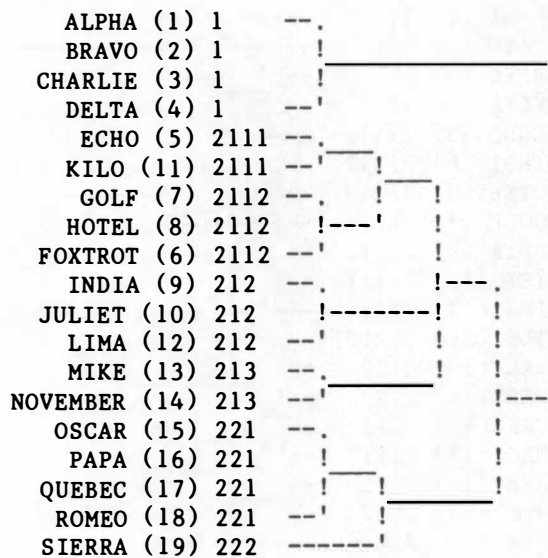 ALPHA (1) 1
BRAVO (2) 1
CHARLIE (3) 1
DELTA (4) 1
ECHO (5) 2111
KILO (11) 2111
GOLF (7) 2112
HOTEL (8) 2112
FOXTROT (6) 2112
INDIA (9) 212
JULIET (10) 212
LIMA (12) 212
MIKE (13) 213
NOVEMBER (14) 213
OSCAR (15) 221
PAPA (16) 221
QUEBEC (17) 221
ROMEO (18) 221
SIERRA (19) 222